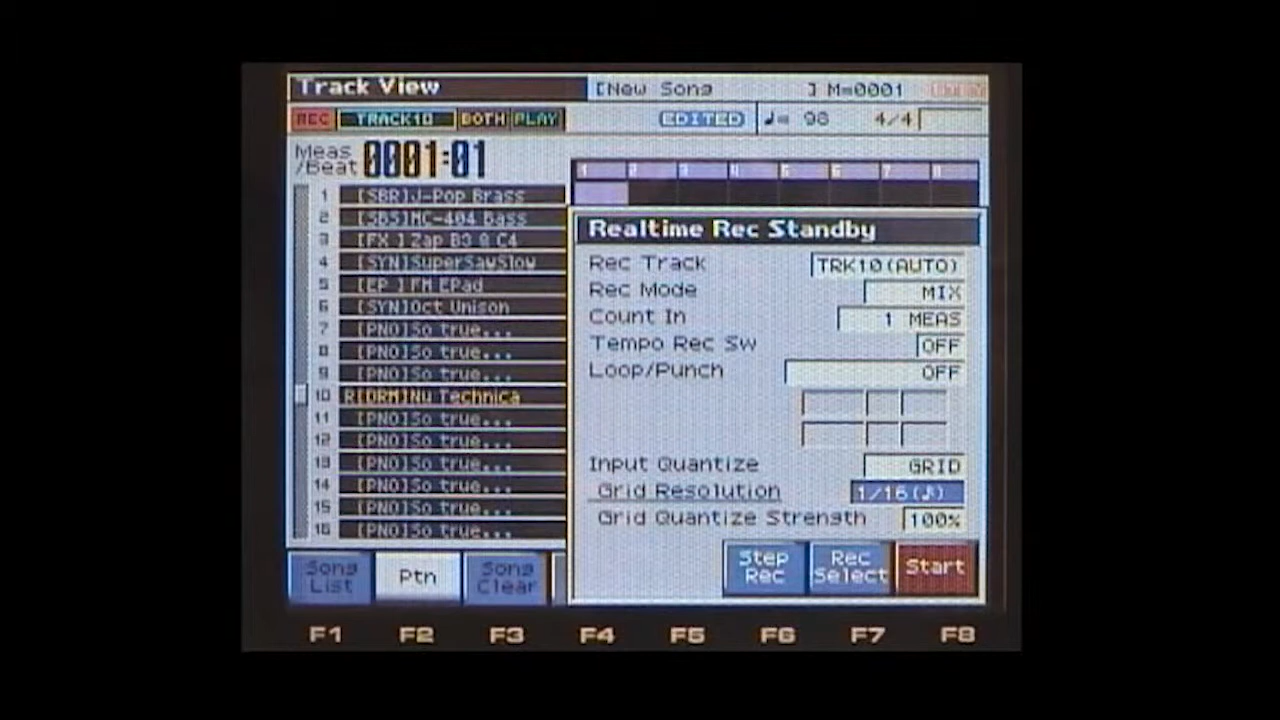 Track View [New Song ] M=0001
REC TRACK10 BOTH PLAY EDITED ♩= 98 4/4
Meas /Beat 0001:01
1 2 3 4 5 6 7 8
1 [SBR]J-Pop Brass
2 [SBS]MC-404 Bass
3 [FX ] Zap B3 & C4
4 [SYN]SuperSawSlow
5 [EP ] FM EPad
6 [SYN]Oct Unison
7 [PNO]So true...
8 [PNO]So true...
9 [PNO]So true...
10 R[DRM]Nu Technica
11 [PNO]So true...
12 [PNO]So true...
13 [PNO]So true...
14 [PNO]So true...
15 [PNO]So true...
16 [PNO]So true...
Realtime Rec Standby
Rec Track TRK10(AUTO)
Rec Mode MIX
Count In 1 MEAS
Tempo Rec Sw OFF
Loop/Punch OFF
Input Quantize GRID
Grid Resolution 1/16(♪)
Grid Quantize Strength 100%
Step Rec
Rec Select
Start
Song List
Ptn
Song Clear
F1 F2 F3 F4 F5 F6 F7 F8